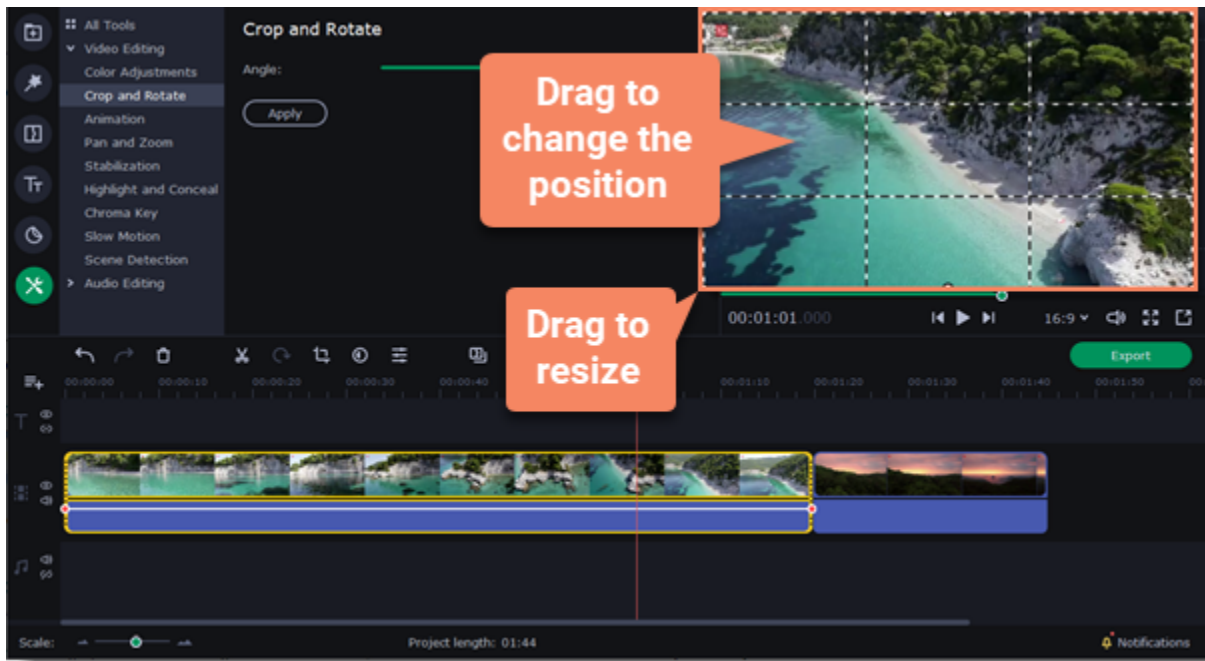 All Tools
Video Editing
Color Adjustments
Crop and Rotate
Animation
Pan and Zoom
Stabilization
Highlight and Conceal
Chroma Key
Slow Motion
Scene Detection
Audio Editing
Crop and Rotate
Angle:
Apply
Drag to
change the
position
Drag to
resize
00:01:01.000
16:9
Export
00:00:00 00:00:10 00:00:20 00:00:30 00:00:40 00:01:10 00:01:20 00:01:30 00:01:40 00:01:50 00:
Scale:
Project length: 01:44
Notifications